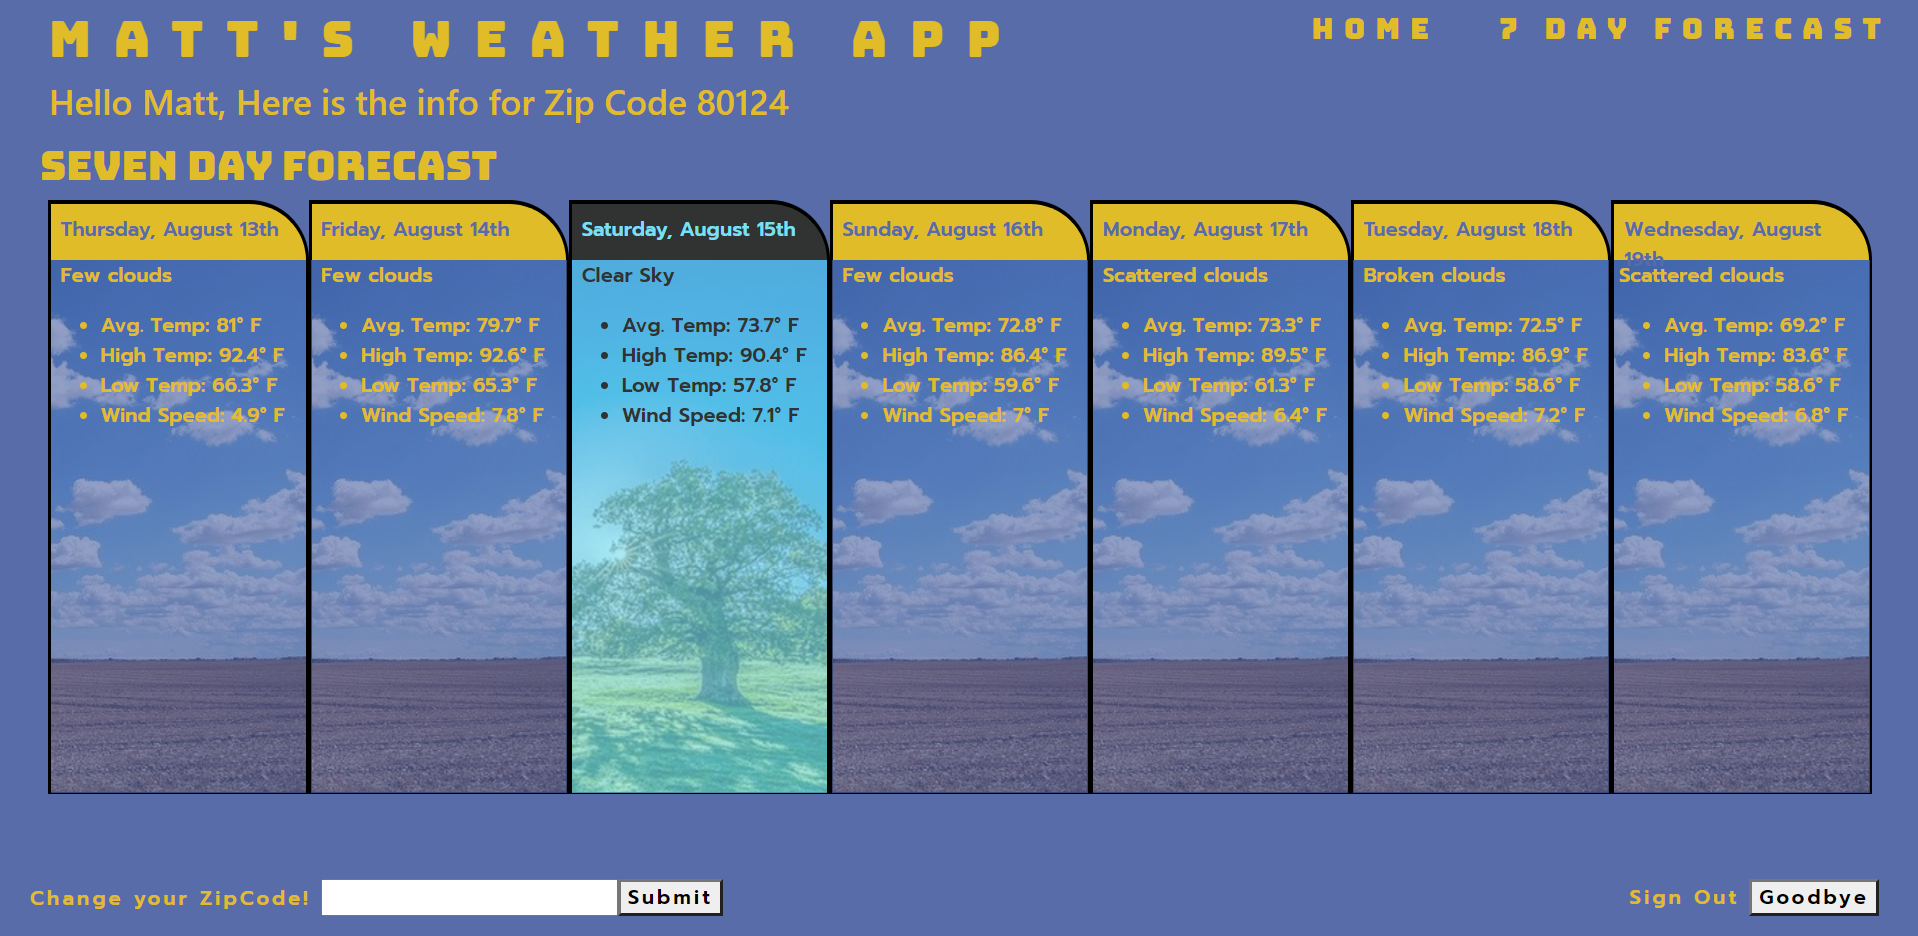 MATT'S WEATHER APP
HOME 7 DAY FORECAST
Hello Matt, Here is the info for Zip Code 80124
SEVEN DAY FORECAST
Thursday, August 13th
Few clouds
Avg. Temp: 81° F
High Temp: 92.4° F
Low Temp: 66.3° F
Wind Speed: 4.9° F
Friday, August 14th
Few clouds
Avg. Temp: 79.7° F
High Temp: 92.6° F
Low Temp: 65.3° F
Wind Speed: 7.8° F
Saturday, August 15th
Clear Sky
Avg. Temp: 73.7° F
High Temp: 90.4° F
Low Temp: 57.8° F
Wind Speed: 7.1° F
Sunday, August 16th
Few clouds
Avg. Temp: 72.8° F
High Temp: 86.4° F
Low Temp: 59.6° F
Wind Speed: 7° F
Monday, August 17th
Scattered clouds
Avg. Temp: 73.3° F
High Temp: 89.5° F
Low Temp: 61.3° F
Wind Speed: 6.4° F
Tuesday, August 18th
Broken clouds
Avg. Temp: 72.5° F
High Temp: 86.9° F
Low Temp: 58.6° F
Wind Speed: 7.2° F
Wednesday, August
19th
Scattered clouds
Avg. Temp: 69.2° F
High Temp: 83.6° F
Low Temp: 58.6° F
Wind Speed: 6.8° F
Change your ZipCode! Submit
Sign Out Goodbye